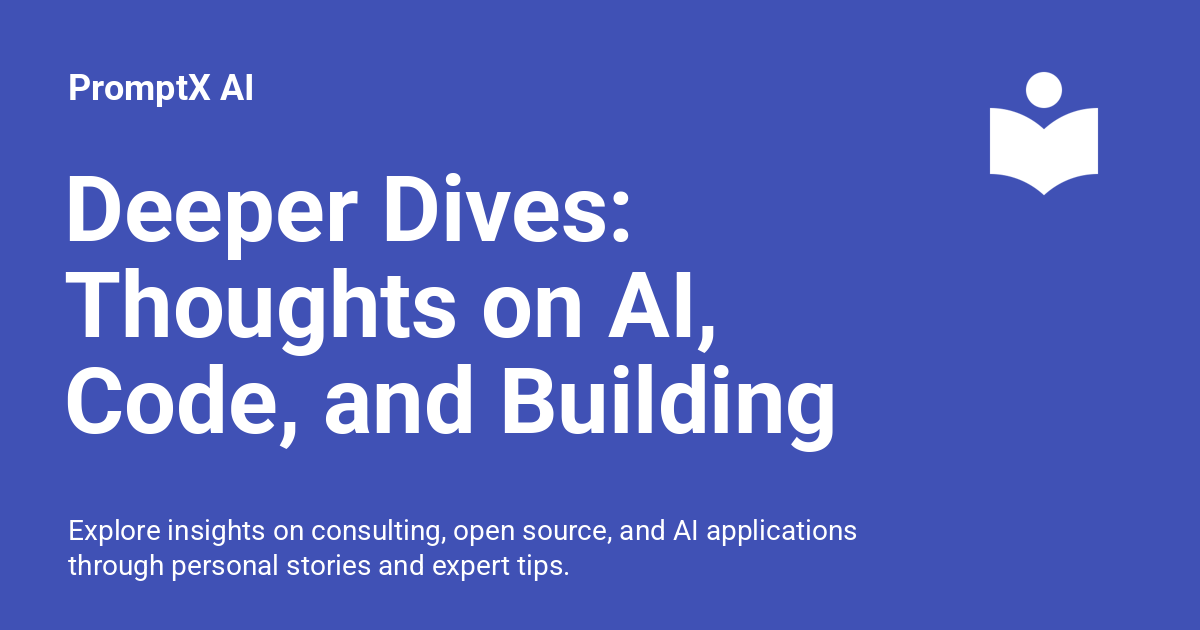 PromptX AI
Deeper Dives:
Thoughts on AI,
Code, and Building
Explore insights on consulting, open source, and AI applications
through personal stories and expert tips.